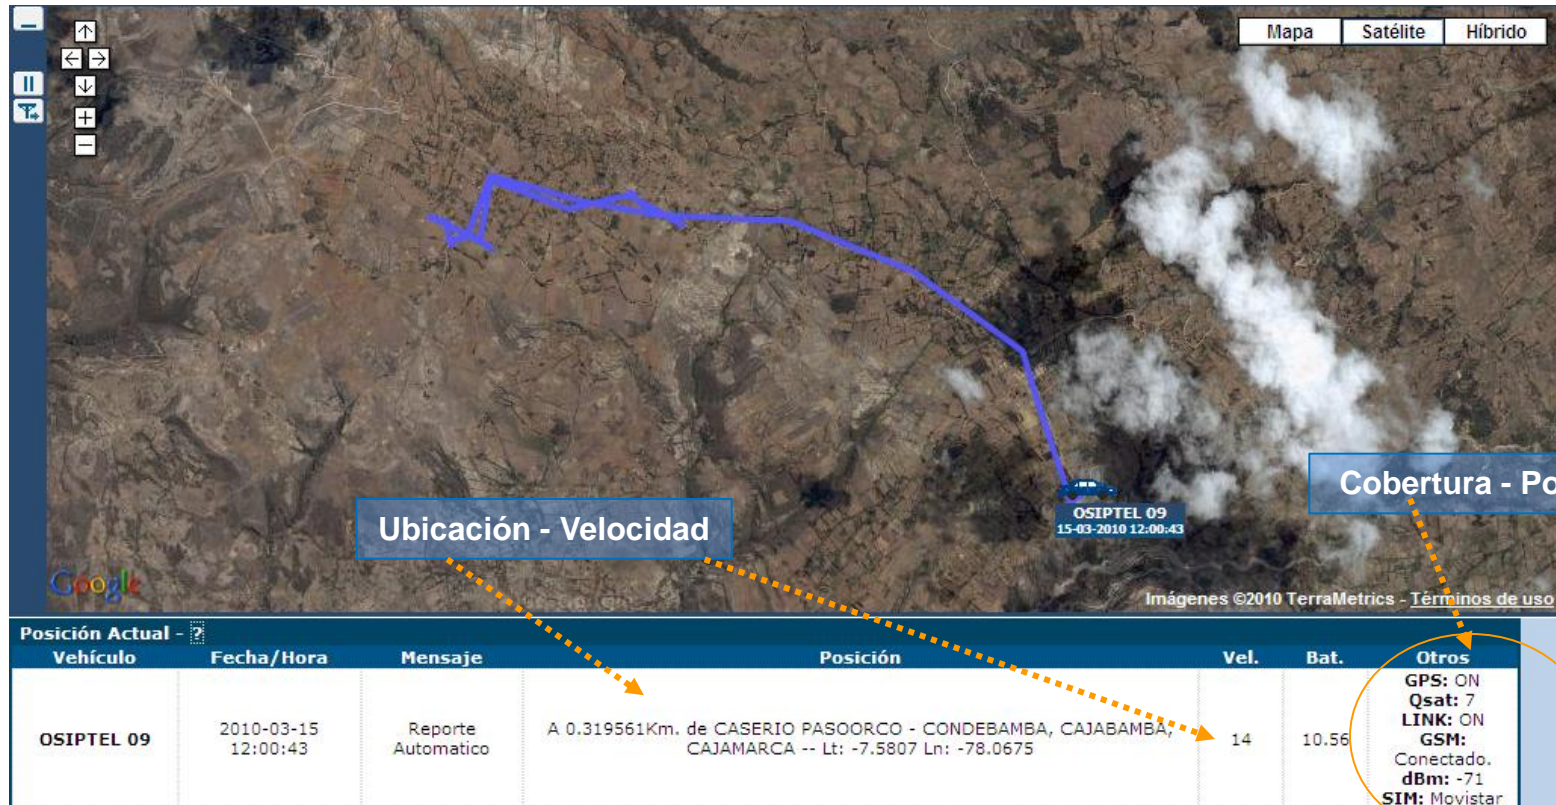 Mapa Satélite Híbrido
Ubicación - Velocidad
Cobertura - Po
OSIPTEL 09
15-03-2010 12:00:43
Google
Imágenes ©2010 TerraMetrics - Términos de uso
Posición Actual - ?
Vehículo Fecha/Hora Mensaje Posición Vel. Bat. Otros
OSIPTEL 09
2010-03-15
12:00:43
Reporte
Automatico
A 0.319561Km. de CASERIO PASOORCO - CONDEBAMBA, CAJABAMBA,
CAJAMARCA -- Lt: -7.5807 Ln: -78.0675
14
10.56
GPS: ON
Qsat: 7
LINK: ON
GSM:
Conectado.
dBm: -71
SIM: Movistar